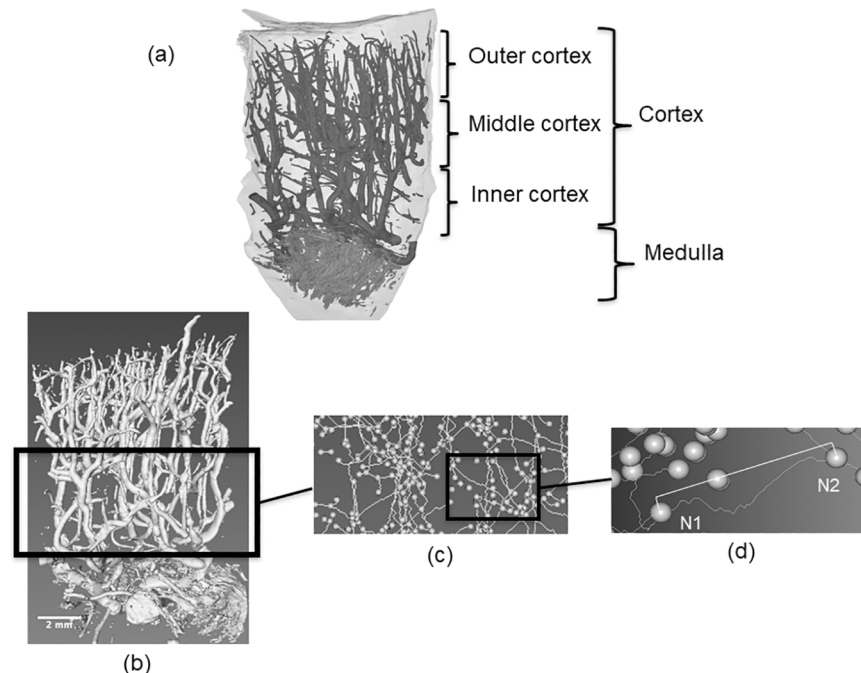 (a)
Outer cortex
Middle cortex
Inner cortex
Cortex
Medulla
2 mm
(b)
(c)
N1
N2
(d)